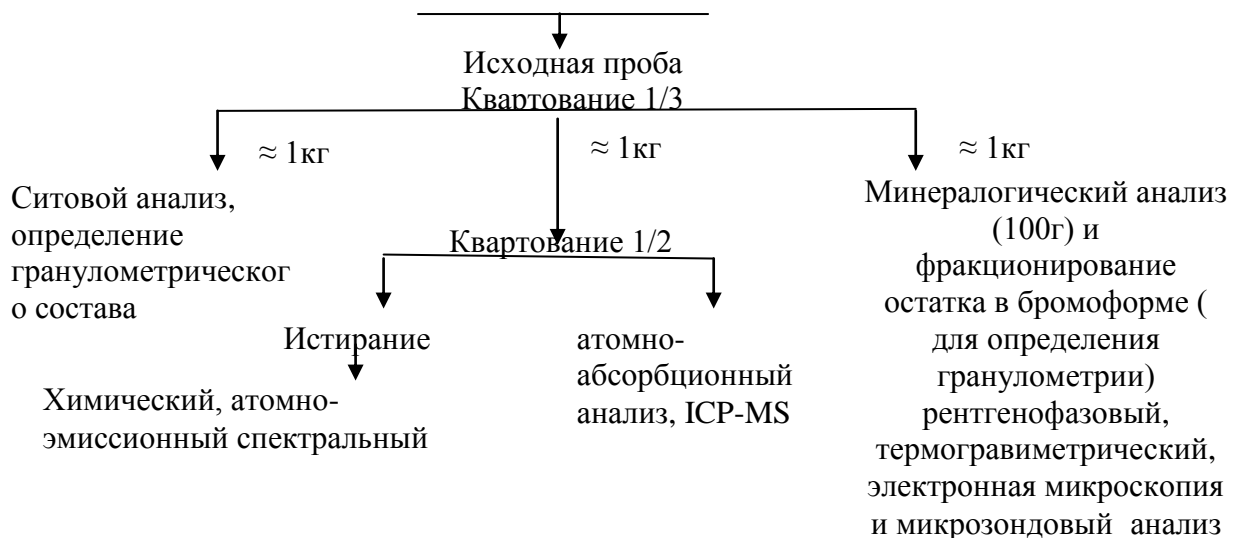 Исходная проба
Квартование 1/3
≈ 1кг
≈ 1кг
≈ 1кг
Ситовой анализ,
определение
гранулометрическог
о состава
Квартование 1/2
Истирание
Химический, атомно-
эмиссионный спектральный
атомно-
абсорбционный
анализ, ICP-MS
Минералогический анализ
(100г) и
фракционирование
остатка в бромоформе (
для определения
гранулометрии)
рентгенофазовый,
термогравиметрический,
электронная микроскопия
и микрозондовый анализ